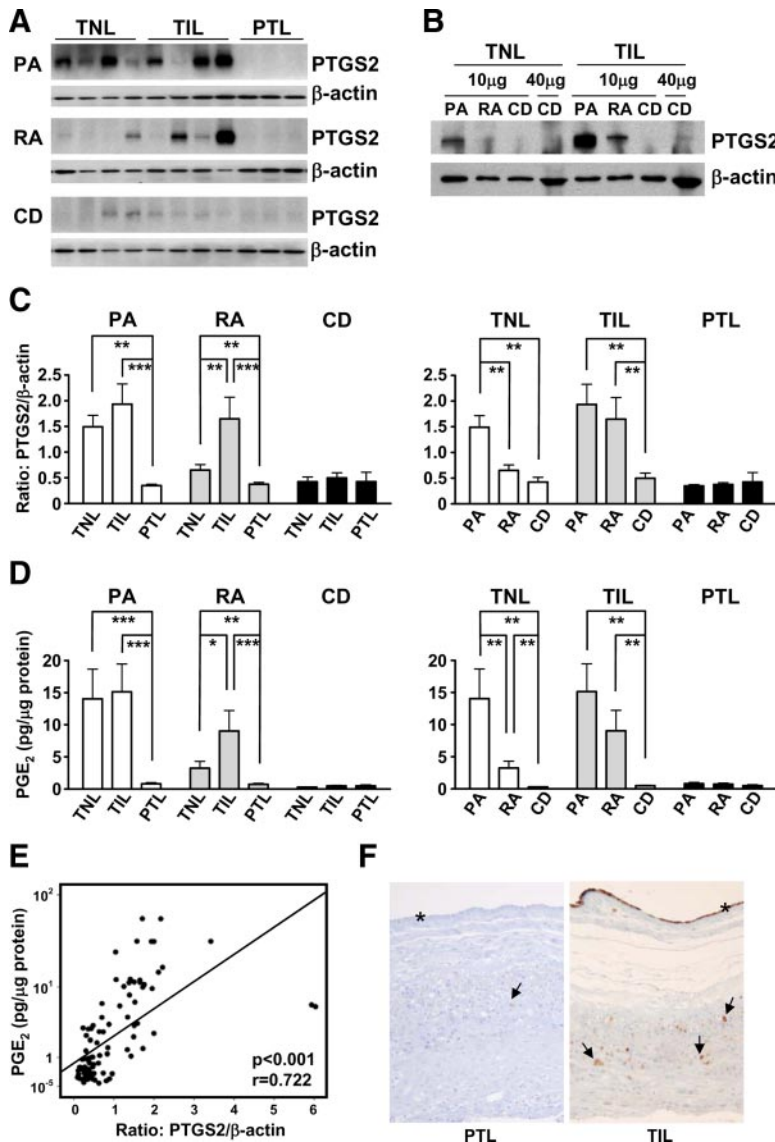 A
TNL TIL PTL
PA PTGS2
β-actin
RA PTGS2
β-actin
CD PTGS2
β-actin
B
TNL TIL
10μg 40μg 10μg 40μg
PA RA CD CD PA RA CD CD
PTGS2
β-actin
C
PA RA CD
** **
*** ** ***
Ratio: PTGS2/β-actin
2.5
2.0
1.5
1.0
0.5
0
TNL TIL PTL TNL TIL PTL TNL TIL PTL
TNL TIL PTL
** **
** **
2.5
2.0
1.5
1.0
0.5
0
PA RA CD PA RA CD PA RA CD
D
PA RA CD
*** **
*** * ***
PGE2 (pg/μg protein)
20
15
10
5
0
TNL TIL PTL TNL TIL PTL TNL TIL PTL
TNL TIL PTL
** **
** ** **
20
15
10
5
0
PA RA CD PA RA CD PA RA CD
E
PGE2 (pg/μg protein)
10^2
10^1
1
10^-5
p<0.001
r=0.722
0 1 2 3 4 5 6
Ratio: PTGS2/β-actin
F
* *
PTL TIL